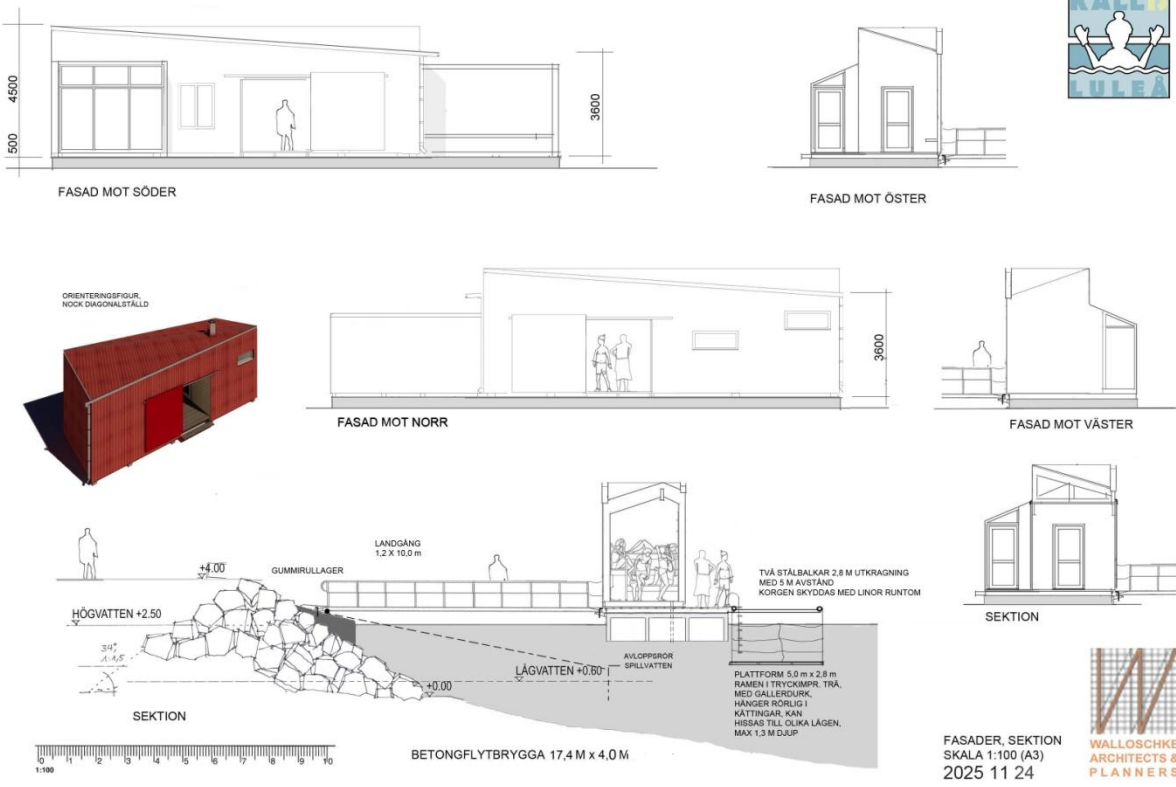 KALLIS
LULEÅ
4500
500
3600
FASAD MOT SÖDER
FASAD MOT ÖSTER
ORIENTERINGSFIGUR,
NOCK DIAGONALSTÄLLD
3600
FASAD MOT NORR
FASAD MOT VÄSTER
LANDGÅNG
1,2 X 10,0 m
+4.00
GUMMIRULLAGER
HÖGVATTEN +2.50
34°
1:1,5
TVÅ STÅLBALKAR 2,8 M UTKRAGNING
MED 5 M AVSTÅND
KORGEN SKYDDAS MED LINOR RUNTOM
SEKTION
AVLOPPSRÖR
SPILLVATTEN
LÅGVATTEN +0.60
+0.00
PLATTFORM 5,0 m x 2,8 m
RAMEN I TRYCKIMPR. TRÄ,
MED GALLERDURK,
HÄNGER RÖRLIG I
KÄTTINGAR, KAN
HISSAS TILL OLIKA LÄGEN,
MAX 1,3 M DJUP
SEKTION
0 1 2 3 4 5 6 7 8 9 10
1:100
BETONGFLYTBRYGGA 17,4 M x 4,0 M
FASADER, SEKTION
SKALA 1:100 (A3)
2025 11 24
WALLOSCHKE
ARCHITECTS &
PLANNERS